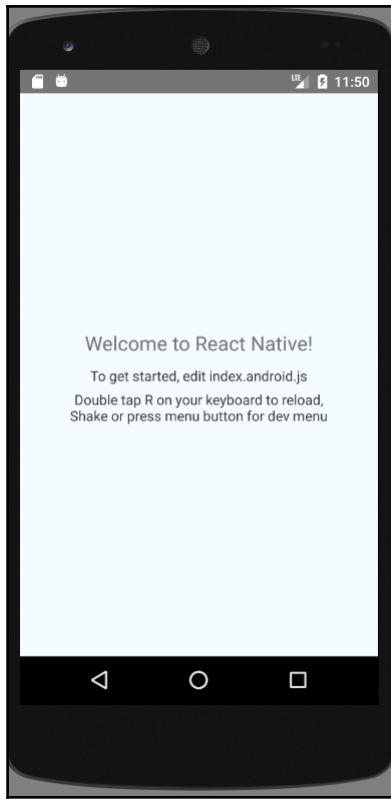 LTE 11:50
Welcome to React Native!
To get started, edit index.android.js
Double tap R on your keyboard to reload,
Shake or press menu button for dev menu